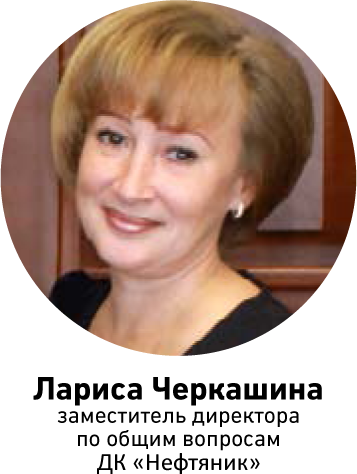 Лариса Черкашина
заместитель директора
по общим вопросам
ДК «Нефтяник»